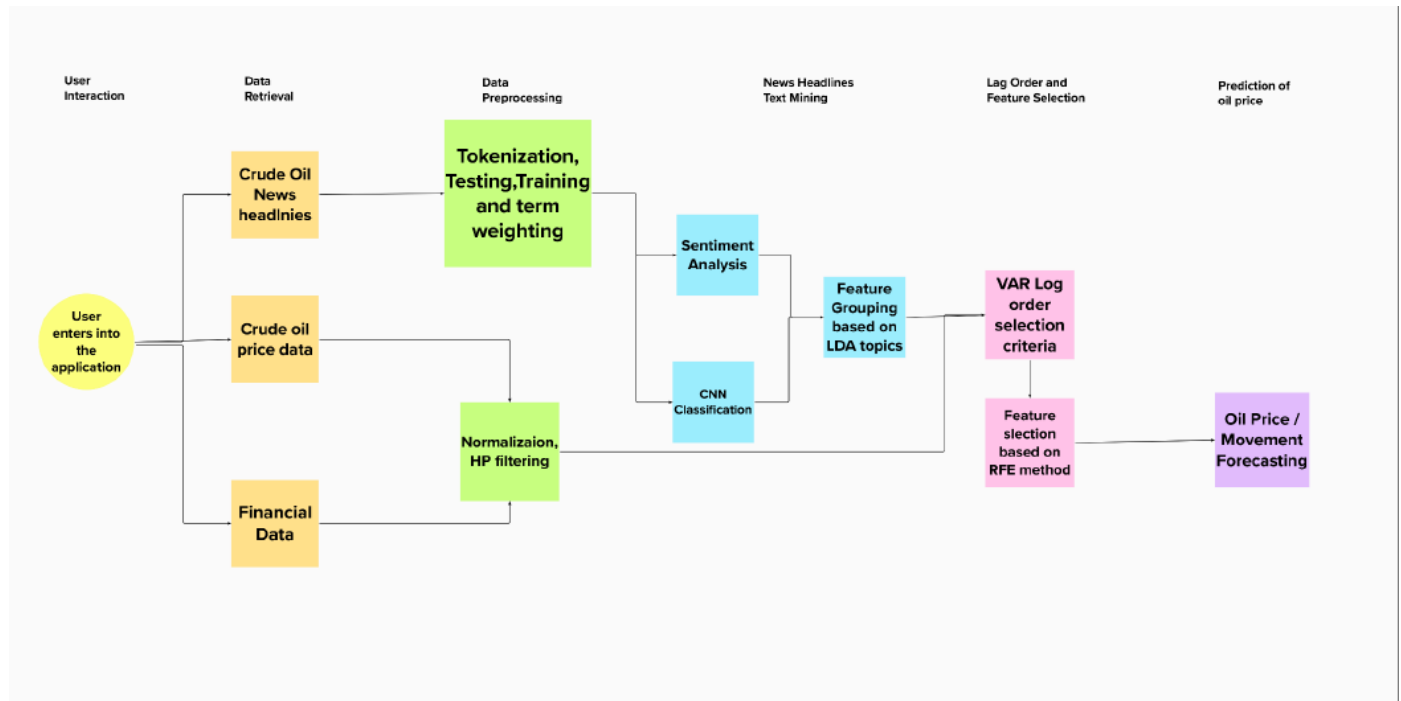 User
Interaction
Data
Retrieval
Data
Preprocessing
News Headlines
Text Mining
Lag Order and
Feature Selection
Prediction of
oil price
User
enters into
the
application
Crude Oil
News
headlnies
Crude oil
price data
Financial
Data
Tokenization,
Testing,Training
and term
weighting
Normalizaion,
HP filtering
Sentiment
Analysis
CNN
Classification
Feature
Grouping
based on
LDA topics
VAR Log
order
selection
criteria
Feature
slection
based on
RFE method
Oil Price /
Movement
Forecasting